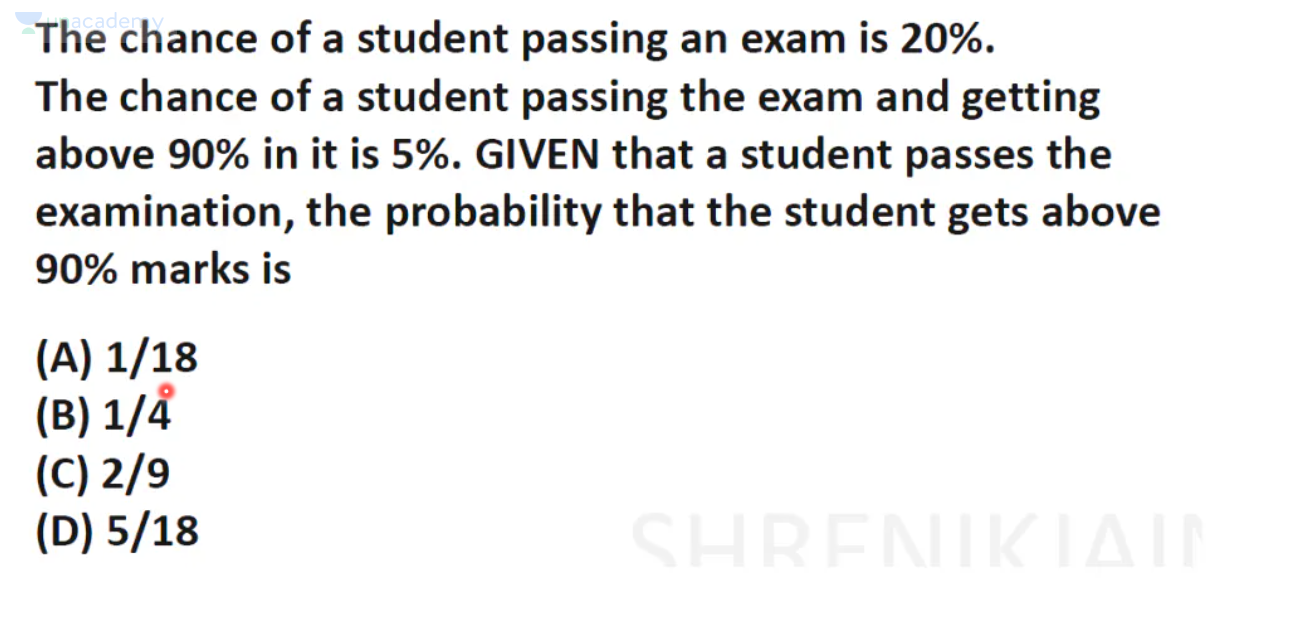 unacademy
The chance of a student passing an exam is 20%.
The chance of a student passing the exam and getting
above 90% in it is 5%. GIVEN that a student passes the
examination, the probability that the student gets above
90% marks is
(A) 1/18
(B) 1/4
(C) 2/9
(D) 5/18
SHRENIKJAIN